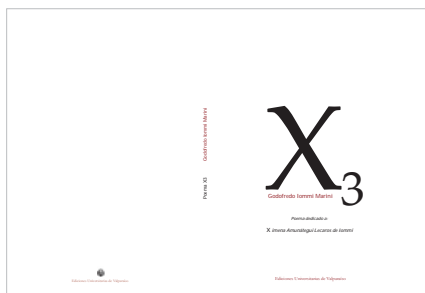 Ediciones Universitarias de Valparaíso
Poema X3 Godofredo Iommi Marini
X3
Godofredo Iommi Marini
Poema dedicado a:
X imena Amunátegui Lecaros de Iommi
Ediciones Universitarias de Valparaíso